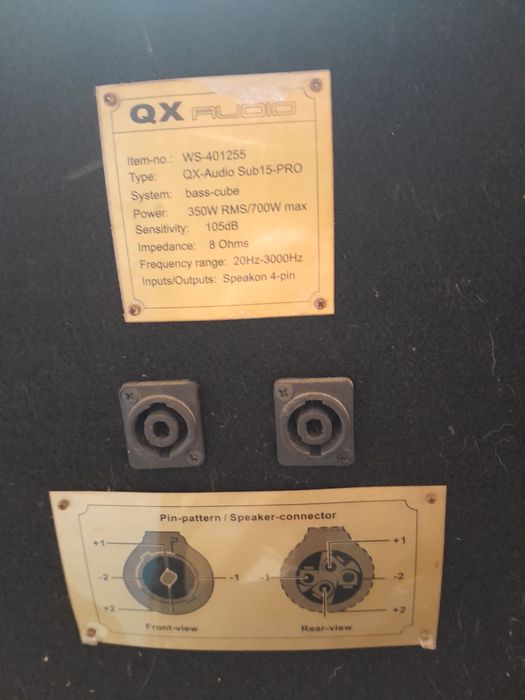 QX AUDIO
Item-no.: WS-401255
Type: QX-Audio Sub15-PRO
System: bass-cube
Power: 350W RMS/700W max
Sensitivity: 105dB
Impedance: 8 Ohms
Frequency range: 20Hz-3000Hz
Inputs/Outputs: Speakon 4-pin
Pin-pattern / Speaker-connector
+1 +1
-2 -1 -1 -2
+2 +2
Front-view Rear-view